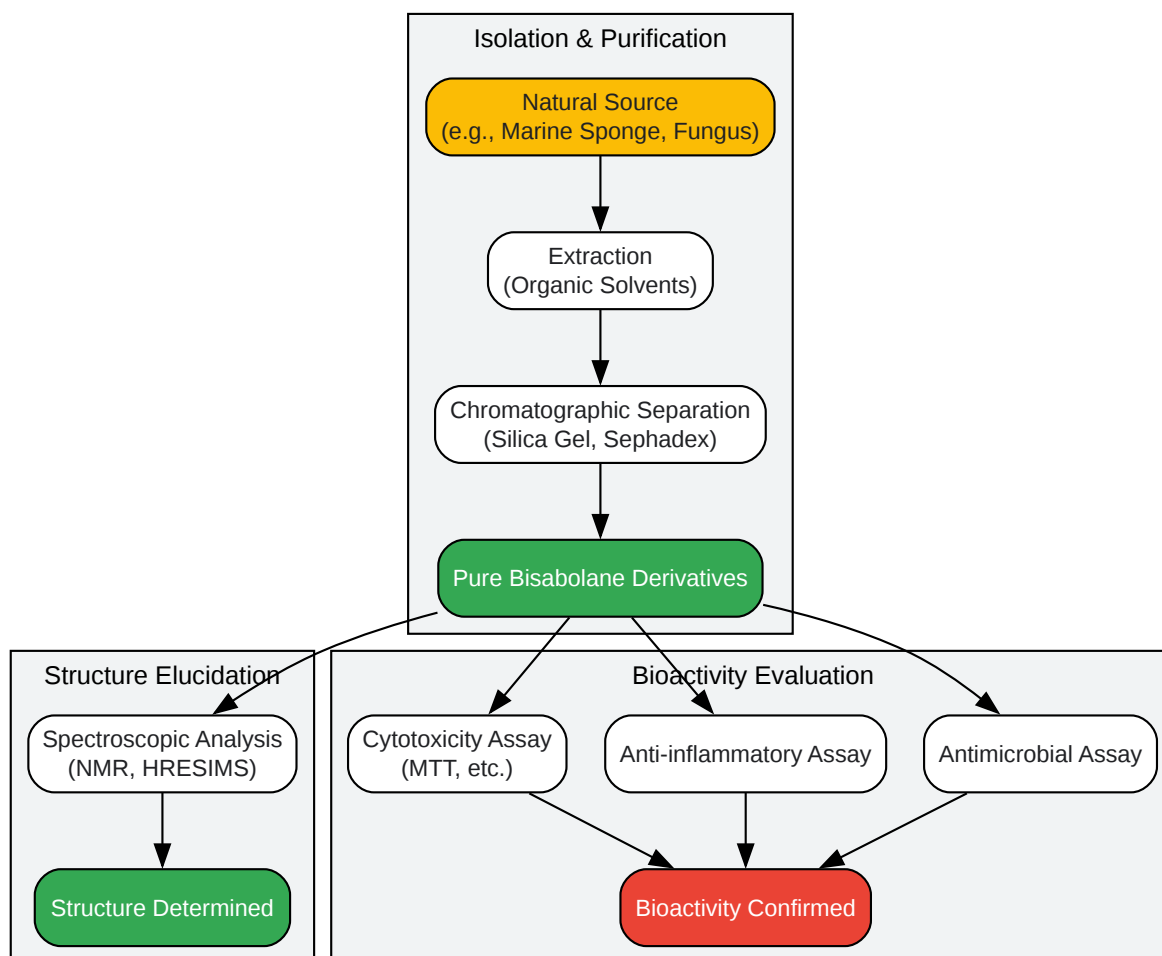 Isolation & Purification
Natural Source
(e.g., Marine Sponge, Fungus)
Extraction
(Organic Solvents)
Chromatographic Separation
(Silica Gel, Sephadex)
Pure Bisabolane Derivatives
Structure Elucidation
Spectroscopic Analysis
(NMR, HRESIMS)
Structure Determined
Bioactivity Evaluation
Cytotoxicity Assay
(MTT, etc.)
Anti-inflammatory Assay
Antimicrobial Assay
Bioactivity Confirmed